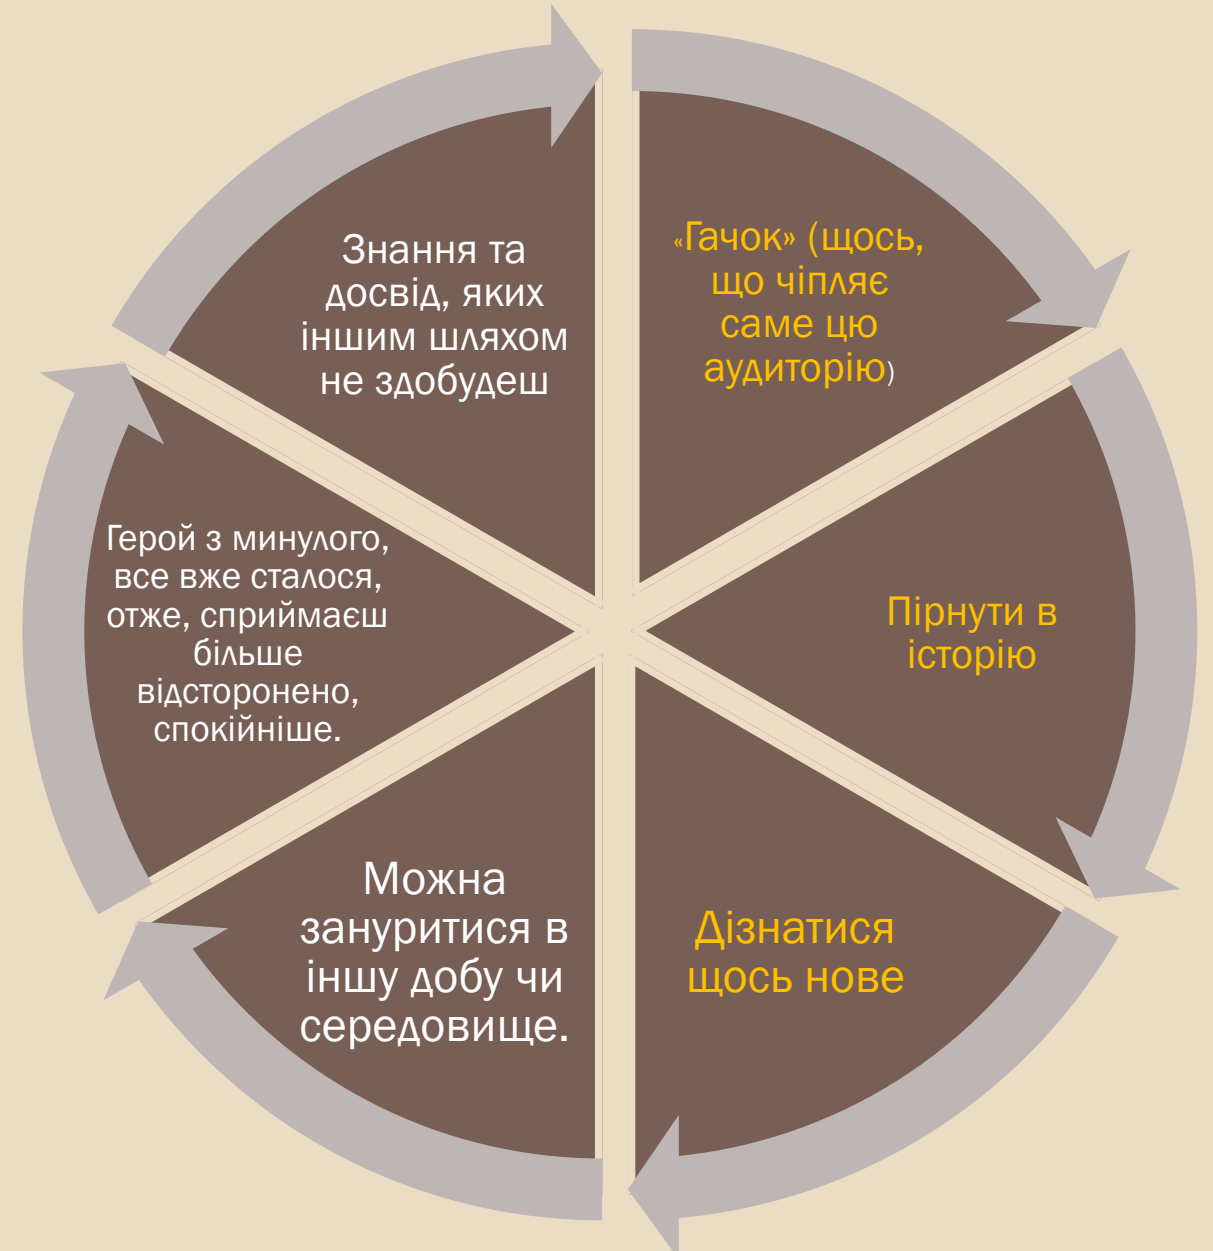 «Гачок» (щось,
що чіпляє
саме цю
аудиторію)
Пірнути в
історію
Дізнатися
щось нове
Можна
зануритися в
іншу добу чи
середовище.
Герой з минулого,
все вже сталося,
отже, сприймаєш
більше
відсторонено,
спокійніше.
Знання та
досвід, яких
іншим шляхом
не здобудеш